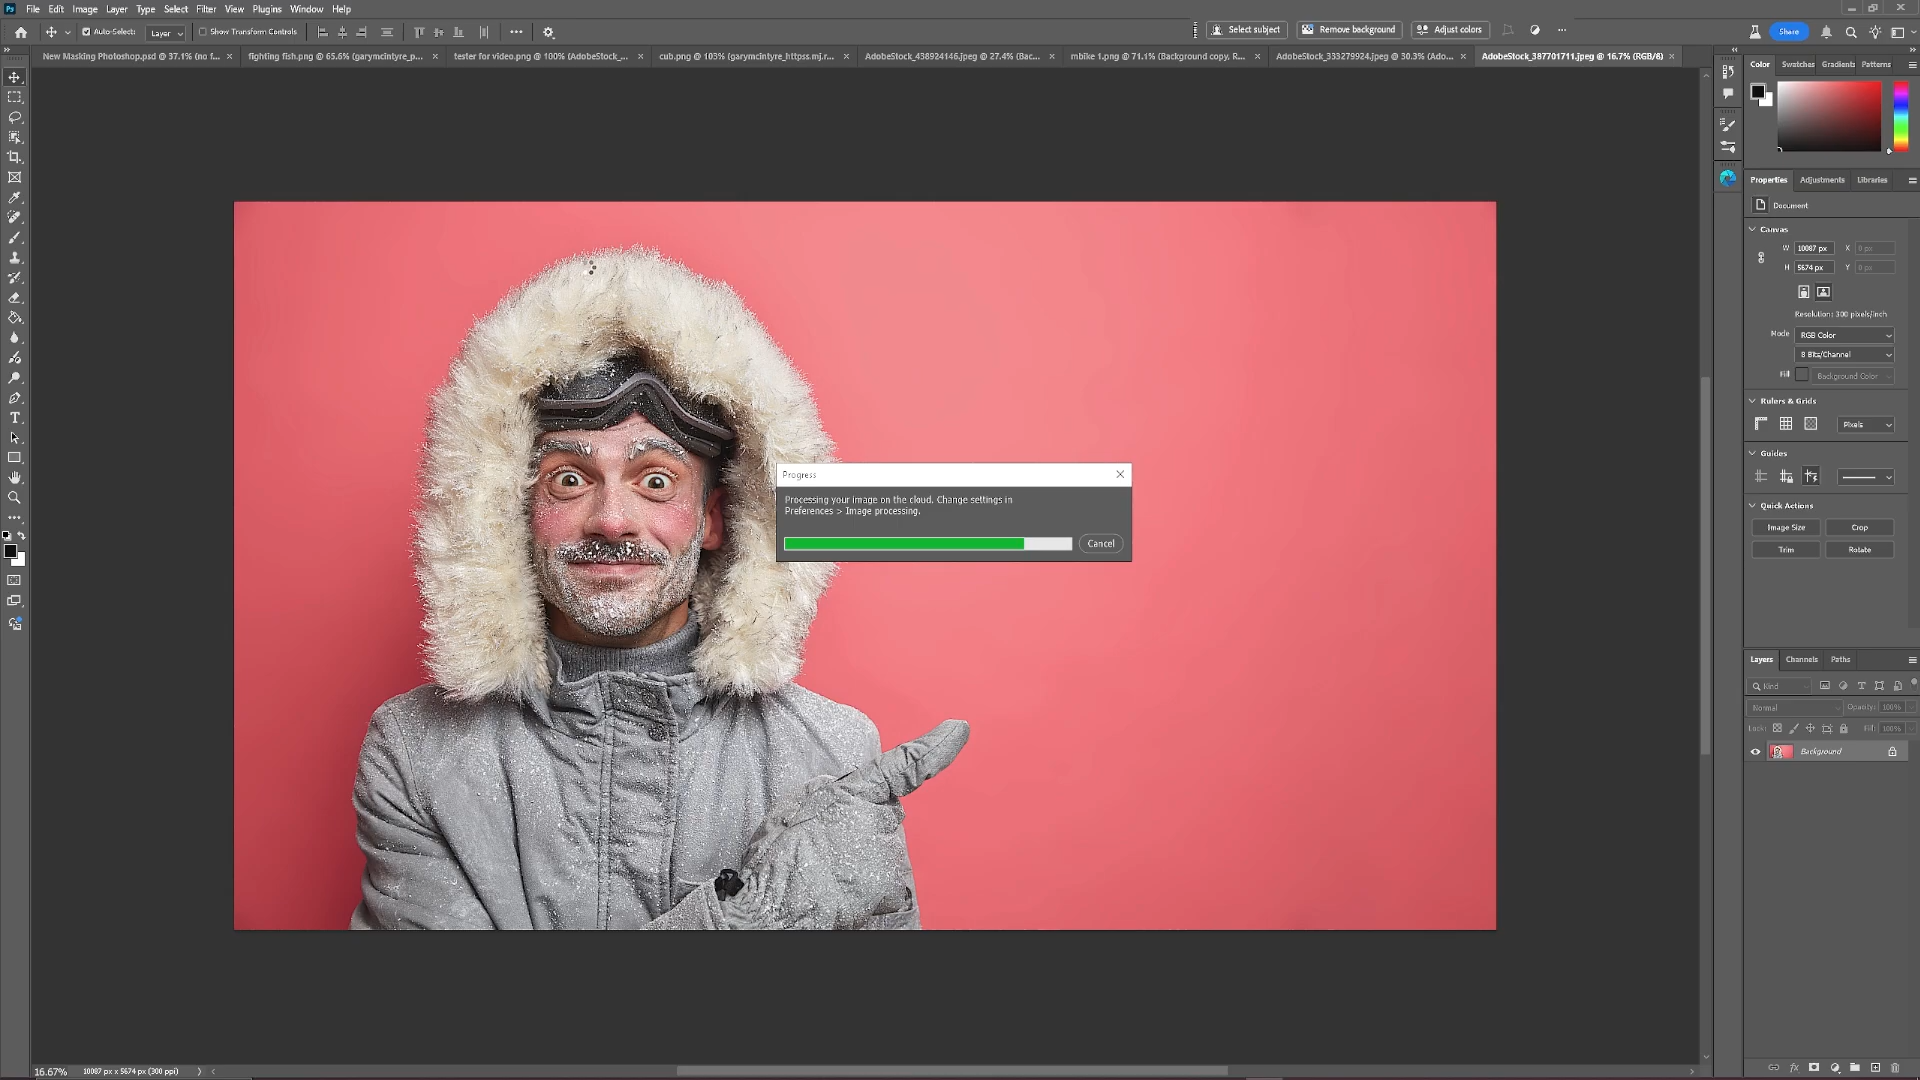 Ps File Edit Image Layer Type Select Filter View Plugins Window Help
Auto-Select: Layer Show Transform Controls Select subject Remove background Adjust colors Share
New Masking Photoshop.psd @ 37.1% (no f... fighting fish.png @ 65.6% (garymcintyre_p... tester for video.png @ 100% (AdobeStock_... cub.png @ 103% (garymcintyre_httpss.mj.r... AdobeStock_438924146.jpeg @ 27.4% (Bac... mbike 1.png @ 71.1% (Background copy, R... AdobeStock_333279924.jpeg @ 30.3% (Ado... AdobeStock_387701711.jpeg @ 16.7% (RGB/8)
Color Swatches Gradients Patterns
Properties Adjustments Libraries
Document
Canvas
W 10087 px X 0 px
H 5674 px Y 0 px
Resolution: 300 pixels/inch
Mode RGB Color
8 Bits/Channel
Fill Background Color
Rulers & Grids
Pixels
Guides
Quick Actions
Image Size Crop
Trim Rotate
Progress
Processing your image on the cloud. Change settings in
Preferences > Image processing.
Cancel
Layers Channels Paths
Kind
Normal Opacity: 100%
Lock: Fill: 100%
Background
16.67% 10087 px x 5674 px (300 ppi)